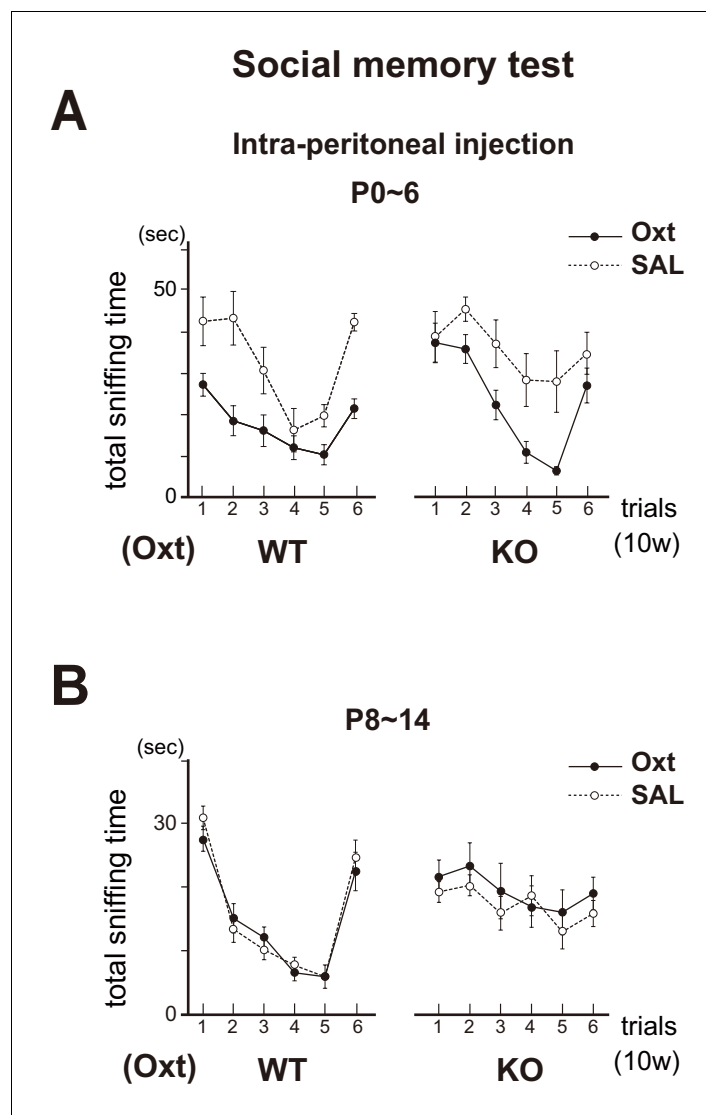 Social memory test
A
Intra-peritoneal injection
P0~6
(sec)
Oxt
SAL
50
0
total sniffing time
1 2 3 4 5 6
1 2 3 4 5 6
trials
(10w)
(Oxt) WT KO
B
P8~14
(sec)
Oxt
SAL
30
0
total sniffing time
1 2 3 4 5 6
1 2 3 4 5 6
trials
(10w)
(Oxt) WT KO